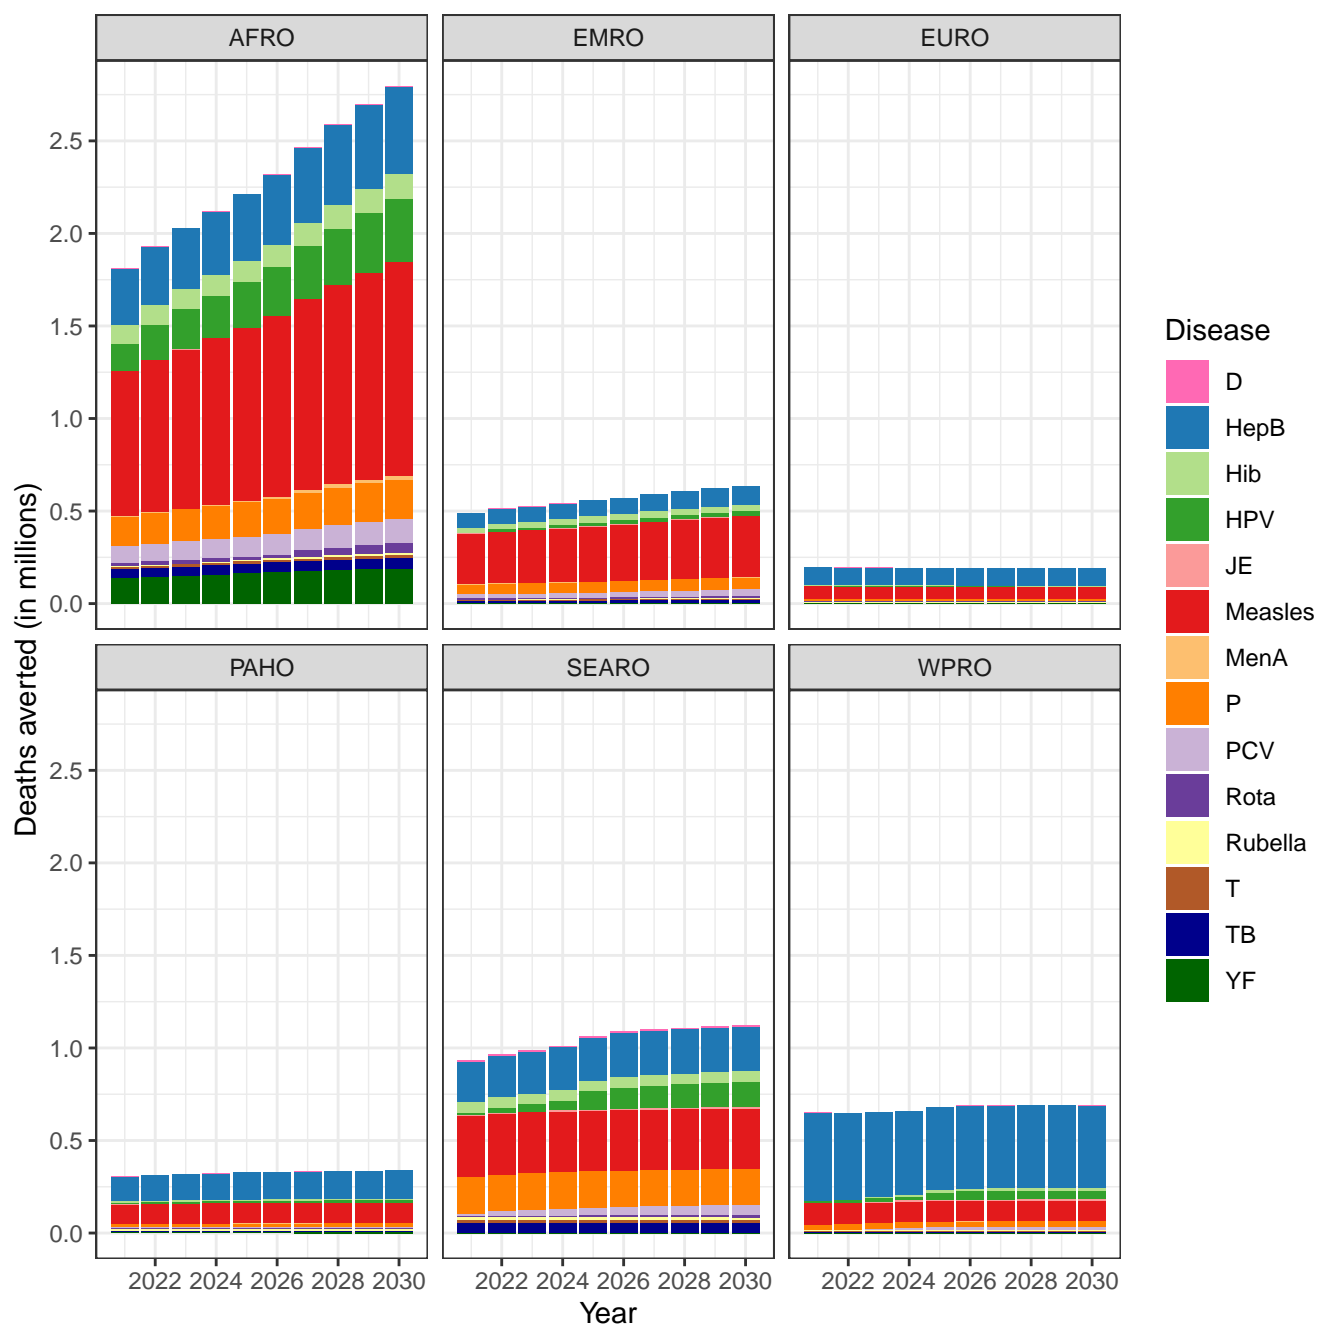 AFRO EMRO EURO
2.5
2.0
1.5
1.0
0.5
0.0
PAHO SEARO WPRO
2.5
2.0
1.5
1.0
0.5
0.0
2022 2024 2026 2028 2030 2022 2024 2026 2028 2030 2022 2024 2026 2028 2030
Year
Deaths averted (in millions)
Disease
D
HepB
Hib
HPV
JE
Measles
MenA
P
PCV
Rota
Rubella
T
TB
YF